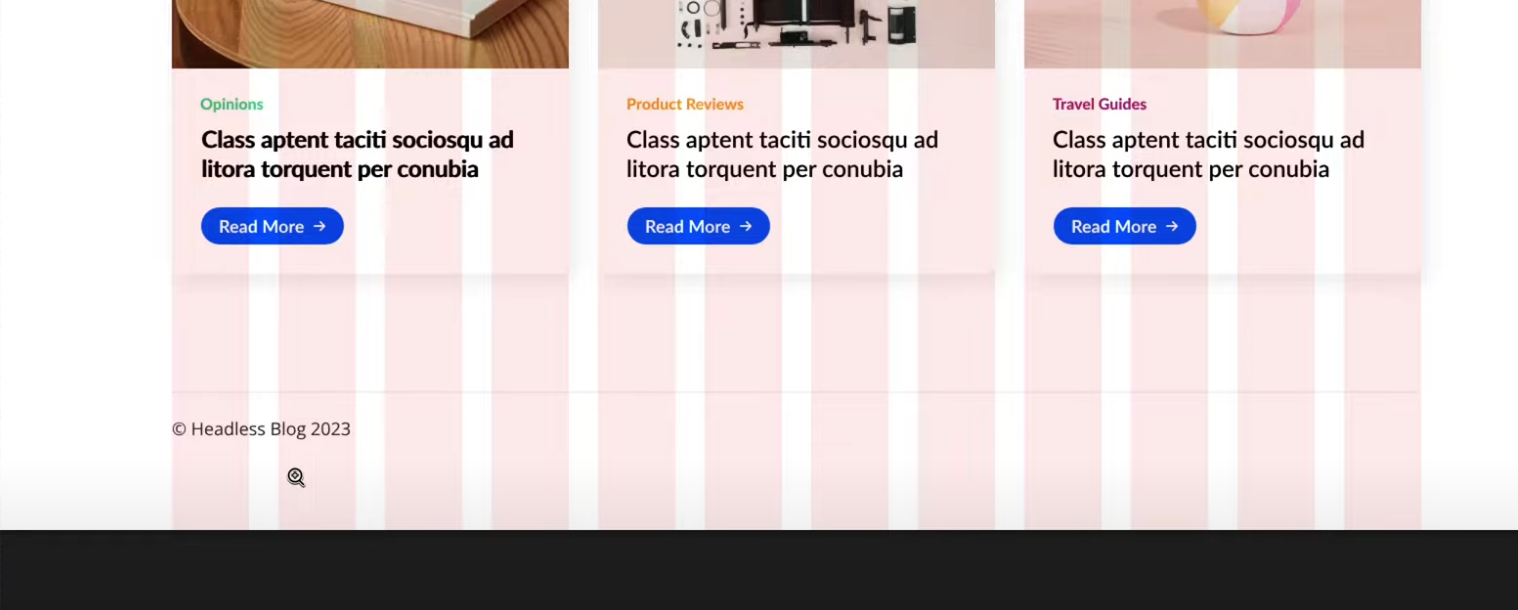 Opinions
Class aptent taciti sociosqu ad
litora torquent per conubia
Read More →
Product Reviews
Class aptent taciti sociosqu ad
litora torquent per conubia
Read More →
Travel Guides
Class aptent taciti sociosqu ad
litora torquent per conubia
Read More →
© Headless Blog 2023